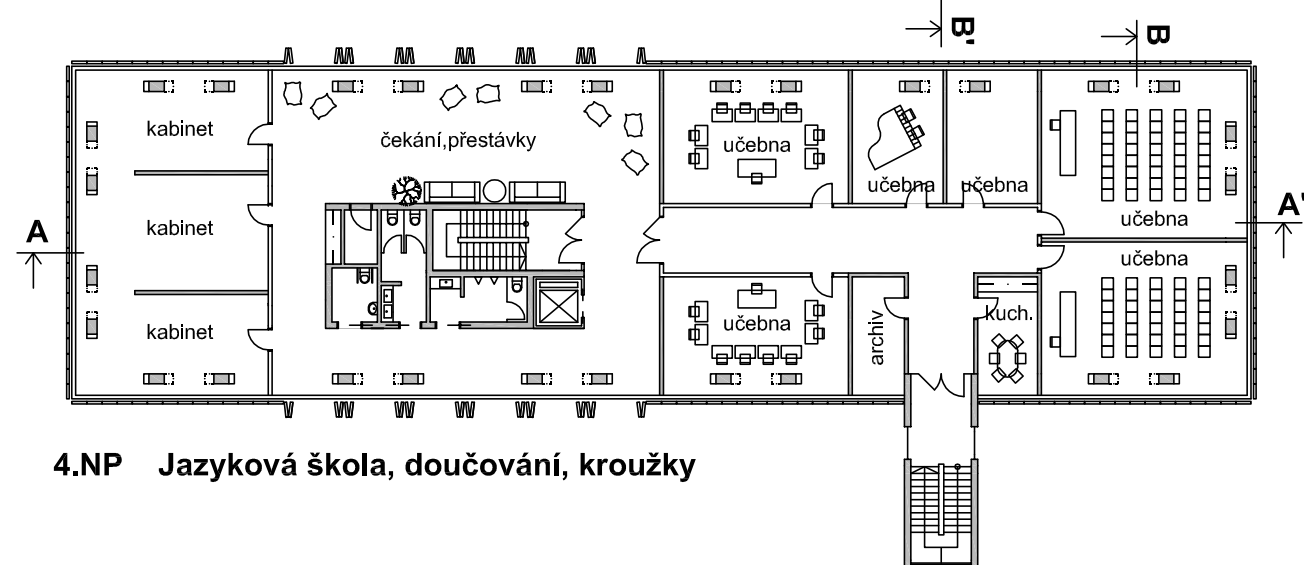 B'
B
kabinet
čekání,přestávky
učebna
učebna
učebna
učebna
A
kabinet
A'
učebna
kabinet
učebna
archiv
kuch.
4.NP Jazyková škola, doučování, kroužky